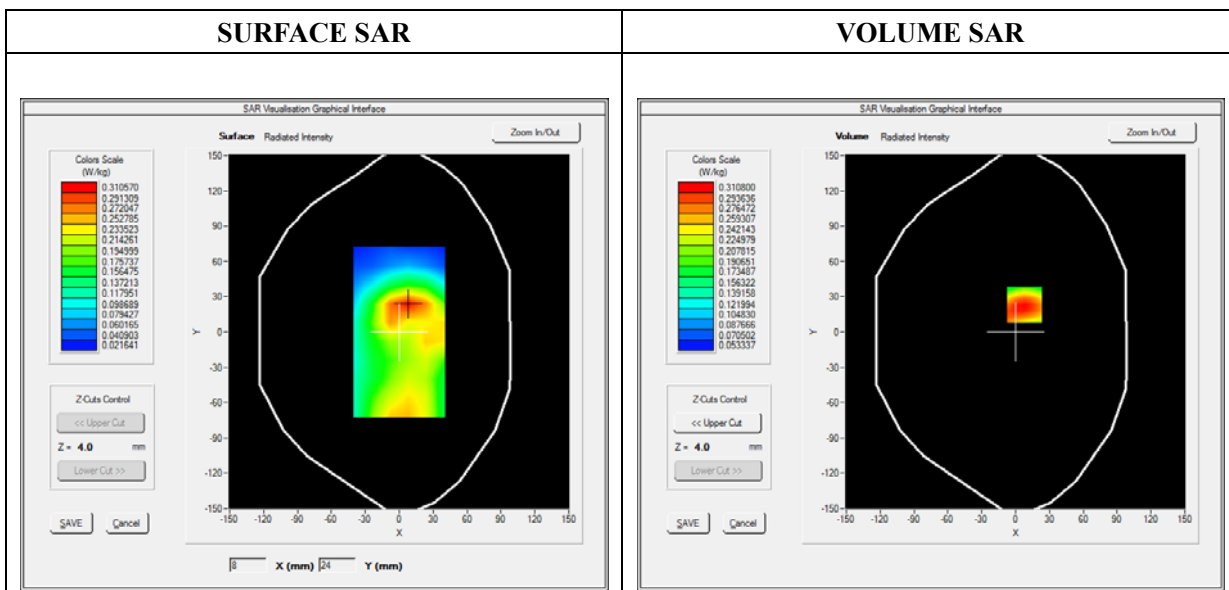 SURFACE SAR
SAR Visualisation Graphical Interface
Surface Radiated Intensity
Zoom In/Out
Colors Scale
(W/kg)
0.310570
0.291309
0.272047
0.252785
0.233523
0.214261
0.194999
0.175737
0.156475
0.137213
0.117951
0.098689
0.079427
0.060165
0.040903
0.021641
Z-Cuts Control
<< Upper Cut
Z = 4.0 mm
Lower Cut >>
SAVE Cancel
150
120
90
60
30
0
-30
-60
-90
-120
-150
Y
-150 -120 -90 -60 -30 0 30 60 90 120 150
X
8 X (mm) 24 Y (mm)
VOLUME SAR
SAR Visualisation Graphical Interface
Volume Radiated Intensity
Zoom In/Out
Colors Scale
(W/kg)
0.310800
0.293636
0.276472
0.259307
0.242143
0.224979
0.207815
0.190651
0.173487
0.156322
0.139158
0.121994
0.104830
0.087666
0.070502
0.053337
Z-Cuts Control
<< Upper Cut
Z = 4.0 mm
Lower Cut >>
SAVE Cancel
150
120
90
60
30
0
-30
-60
-90
-120
-150
Y
-150 -120 -90 -60 -30 0 30 60 90 120 150
X